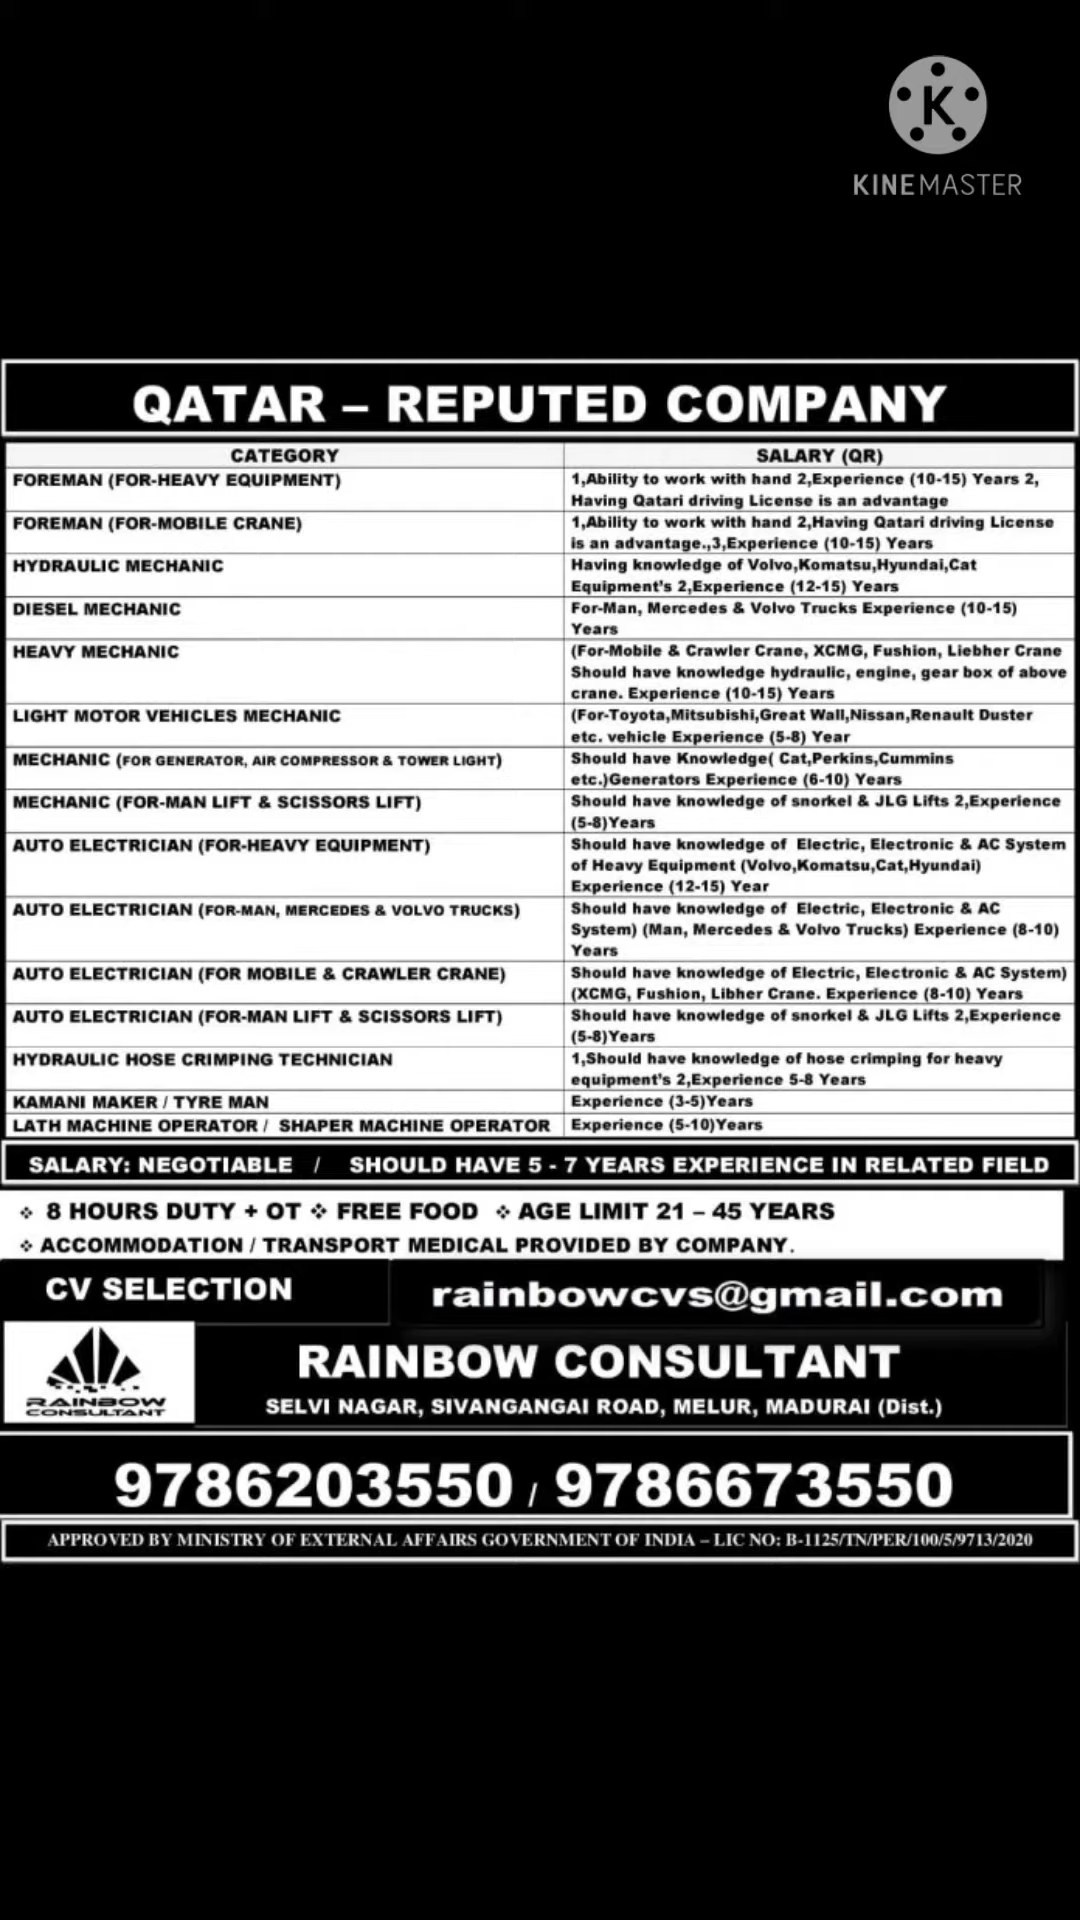 K
KINEMASTER
QATAR – REPUTED COMPANY
CATEGORY
SALARY (QR)
FOREMAN (FOR-HEAVY EQUIPMENT)
1,Ability to work with hand 2,Experience (10-15) Years 2,
Having Qatari driving License is an advantage
FOREMAN (FOR-MOBILE CRANE)
1,Ability to work with hand 2,Having Qatari driving License
is an advantage.,3,Experience (10-15) Years
HYDRAULIC MECHANIC
Having knowledge of Volvo,Komatsu,Hyundai,Cat
Equipment's 2,Experience (12-15) Years
DIESEL MECHANIC
For-Man, Mercedes & Volvo Trucks Experience (10-15)
Years
HEAVY MECHANIC
(For-Mobile & Crawler Crane, XCMG, Fushion, Liebher Crane
Should have knowledge hydraulic, engine, gear box of above
crane. Experience (10-15) Years
LIGHT MOTOR VEHICLES MECHANIC
(For-Toyota,Mitsubishi,Great Wall,Nissan,Renault Duster
etc. vehicle Experience (5-8) Year
MECHANIC (FOR GENERATOR, AIR COMPRESSOR & TOWER LIGHT)
Should have Knowledge( Cat,Perkins,Cummins
etc.)Generators Experience (6-10) Years
MECHANIC (FOR-MAN LIFT & SCISSORS LIFT)
Should have knowledge of snorkel & JLG Lifts 2,Experience
(5-8)Years
AUTO ELECTRICIAN (FOR-HEAVY EQUIPMENT)
Should have knowledge of Electric, Electronic & AC System
of Heavy Equipment (Volvo,Komatsu,Cat,Hyundai)
Experience (12-15) Year
AUTO ELECTRICIAN (FOR-MAN, MERCEDES & VOLVO TRUCKS)
Should have knowledge of Electric, Electronic & AC
System) (Man, Mercedes & Volvo Trucks) Experience (8-10)
Years
AUTO ELECTRICIAN (FOR MOBILE & CRAWLER CRANE)
Should have knowledge of Electric, Electronic & AC System)
(XCMG, Fushion, Libher Crane. Experience (8-10) Years
AUTO ELECTRICIAN (FOR-MAN LIFT & SCISSORS LIFT)
Should have knowledge of snorkel & JLG Lifts 2,Experience
(5-8)Years
HYDRAULIC HOSE CRIMPING TECHNICIAN
1,Should have knowledge of hose crimping for heavy
equipment's 2,Experience 5-8 Years
KAMANI MAKER / TYRE MAN
Experience (3-5)Years
LATH MACHINE OPERATOR / SHAPER MACHINE OPERATOR
Experience (5-10)Years
SALARY: NEGOTIABLE / SHOULD HAVE 5 - 7 YEARS EXPERIENCE IN RELATED FIELD
❖ 8 HOURS DUTY + OT ❖ FREE FOOD ❖ AGE LIMIT 21 – 45 YEARS
❖ ACCOMMODATION / TRANSPORT MEDICAL PROVIDED BY COMPANY.
CV SELECTION
rainbowcvs@gmail.com
RAINBOW
CONSULTANT
RAINBOW CONSULTANT
SELVI NAGAR, SIVANGANGAI ROAD, MELUR, MADURAI (Dist.)
9786203550 / 9786673550
APPROVED BY MINISTRY OF EXTERNAL AFFAIRS GOVERNMENT OF INDIA – LIC NO: B-1125/TN/PER/100/5/9713/2020